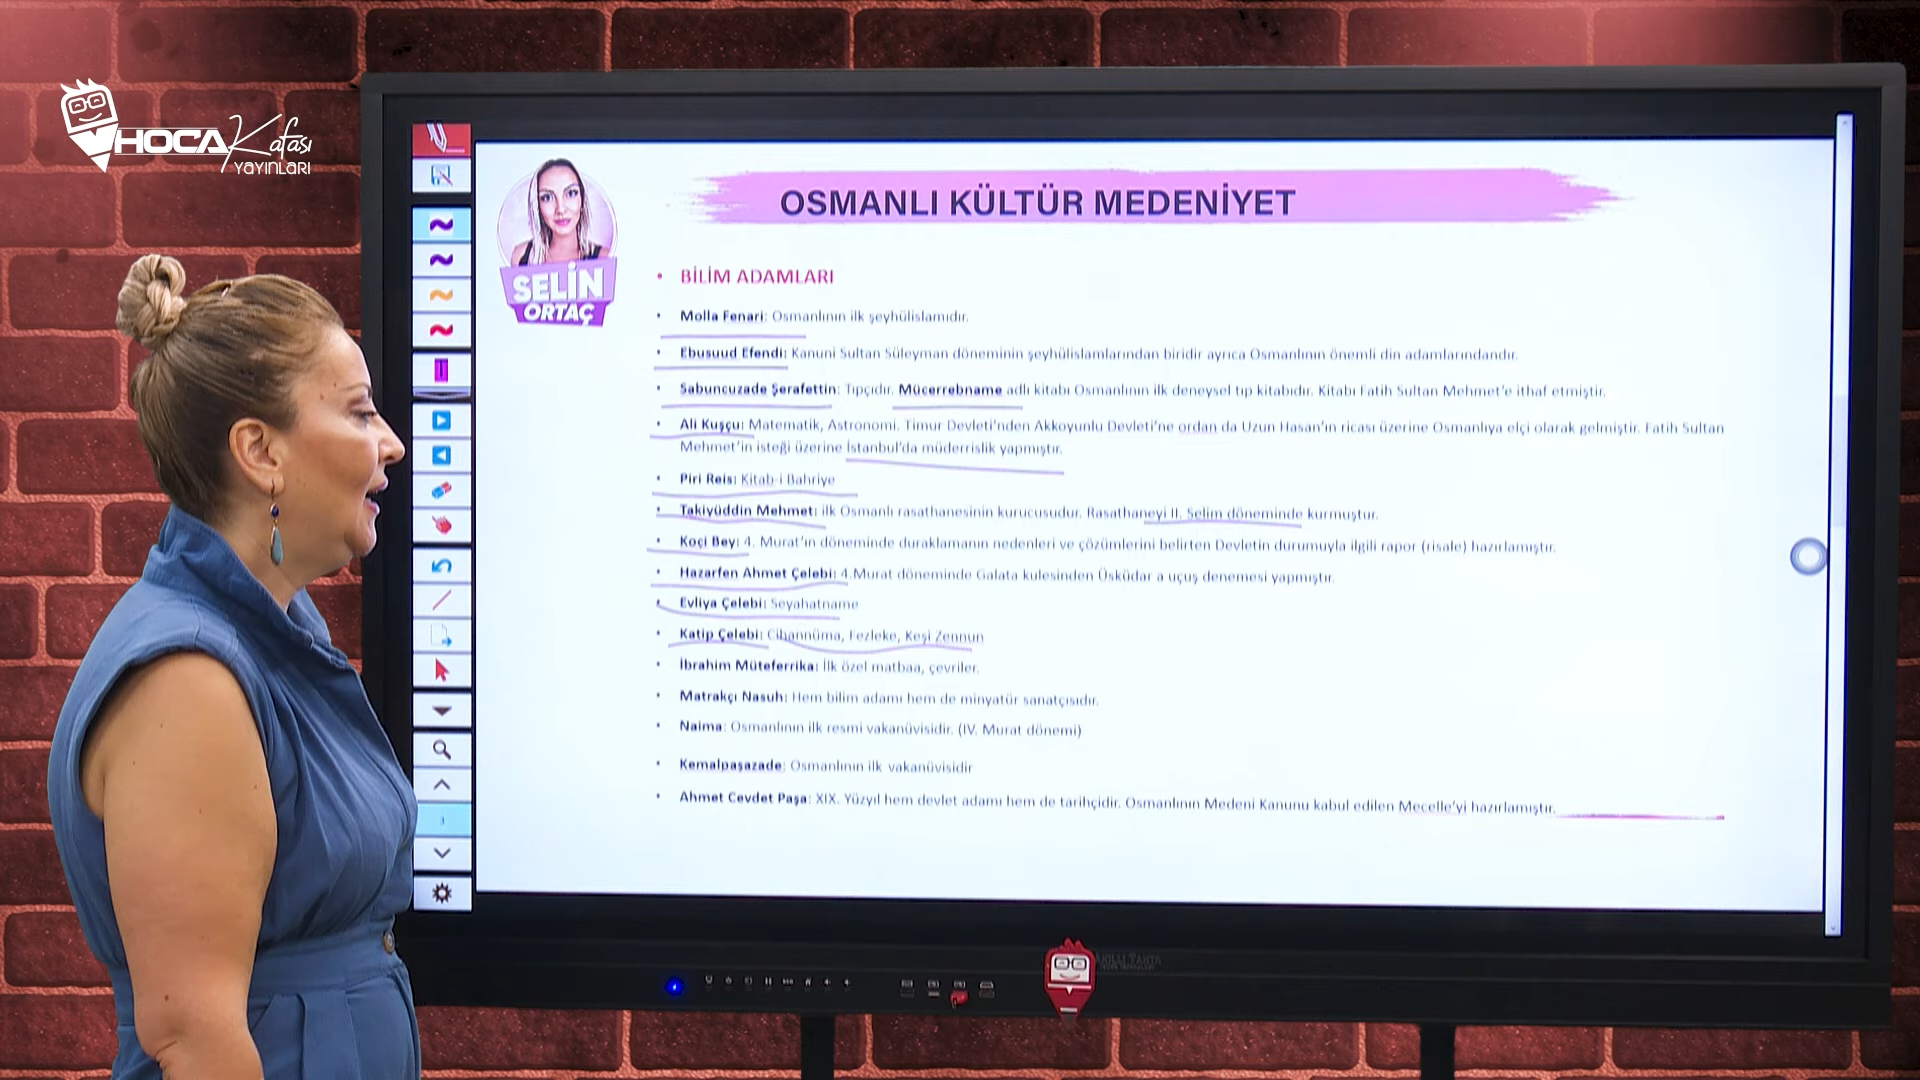 HOCA Kafası
YAYINLARI
OSMANLI KÜLTÜR MEDENİYET
SELİN
ORTAÇ
• BİLİM ADAMLARI
• Molla Fenari: Osmanlının ilk şeyhülislamıdır.
• Ebusuud Efendi: Kanuni Sultan Süleyman döneminin şeyhülislamlarından biridir ayrıca Osmanlının önemli din adamlarındandır.
• Sabuncuzade Şerafettin: Tıpçıdır. Mücerrebname adlı kitabı Osmanlının ilk deneysel tıp kitabıdır. Kitabı Fatih Sultan Mehmet'e ithaf etmiştir.
• Ali Kuşçu: Matematik, Astronomi. Timur Devleti'nden Akkoyunlu Devleti'ne ordan da Uzun Hasan'ın ricası üzerine Osmanlıya elçi olarak gelmiştir. Fatih Sultan
Mehmet'in isteği üzerine İstanbul'da müderrislik yapmıştır.
• Piri Reis: Kitab-i Bahriye
• Takiyüddin Mehmet: ilk Osmanlı rasathanesinin kurucusudur. Rasathaneyi II. Selim döneminde kurmuştur.
• Koçi Bey: 4. Murat'ın döneminde duraklamanın nedenleri ve çözümlerini belirten Devletin durumuyla ilgili rapor (risale) hazırlamıştır.
• Hazarfen Ahmet Çelebi: 4.Murat döneminde Galata kulesinden Üsküdar a uçuş denemesi yapmıştır.
• Evliya Çelebi: Seyahatname
• Katip Çelebi: Cihannüma, Fezleke, Keşi Zennun
• İbrahim Müteferrika: İlk özel matbaa, çevriler.
• Matrakçı Nasuh: Hem bilim adamı hem de minyatür sanatçısıdır.
• Naima: Osmanlının ilk resmi vakanüvisidir. (IV. Murat dönemi)
• Kemalpaşazade: Osmanlının ilk vakanüvisidir
• Ahmet Cevdet Paşa: XIX. Yüzyıl hem devlet adamı hem de tarihçidir. Osmanlının Medeni Kanunu kabul edilen Mecelle'yi hazırlamıştır.
AKILLI TAHTA